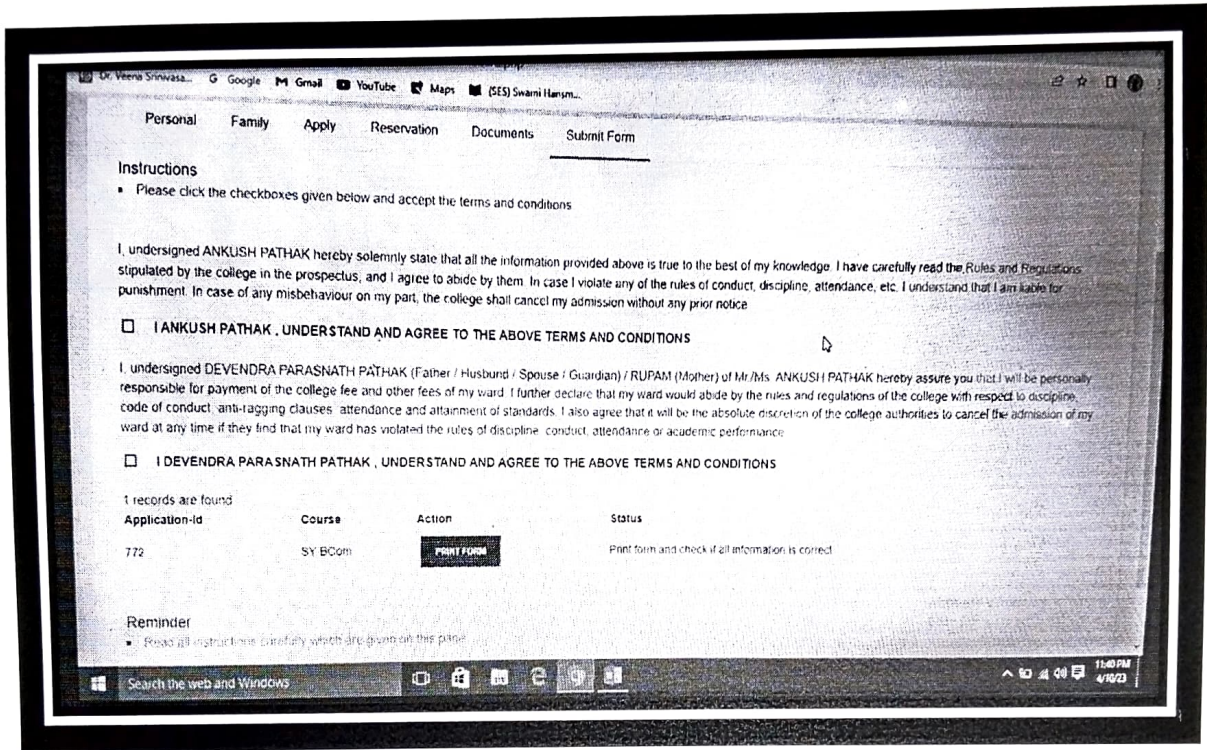 Dr. Veena Srinivasa... Google Gmail YouTube Maps (SES) Swami Hansm...
Personal Family Apply Reservation Documents Submit Form
Instructions
▪ Please click the checkboxes given below and accept the terms and conditions
I, undersigned ANKUSH PATHAK hereby solemnly state that all the information provided above is true to the best of my knowledge. I have carefully read the Rules and Regulations
stipulated by the college in the prospectus, and I agree to abide by them. In case I violate any of the rules of conduct, discipline, attendance, etc. I understand that I am liable for
punishment. In case of any misbehaviour on my part, the college shall cancel my admission without any prior notice
I ANKUSH PATHAK , UNDERSTAND AND AGREE TO THE ABOVE TERMS AND CONDITIONS
I, undersigned DEVENDRA PARASNATH PATHAK (Father / Husbund / Spouse / Guardian) / RUPAM (Mother) of Mr./Ms. ANKUSH PATHAK hereby assure you that I will be personally
responsible for payment of the college fee and other fees of my ward. I further declare that my ward would abide by the rules and regulations of the college with respect to discipline,
code of conduct, anti-ragging clauses, attendance and attainment of standards. I also agree that it will be the absolute discretion of the college authorities to cancel the admission of my
ward at any time if they find that my ward has violated the rules of discipline, conduct, attendance or academic performance
I DEVENDRA PARASNATH PATHAK , UNDERSTAND AND AGREE TO THE ABOVE TERMS AND CONDITIONS
1 records are found
Application-Id Course Action Status
772 SY BCom PRINT FORM Print form and check if all information is correct
Reminder
▪ Read all instructions carefully which are given on this page
Search the web and Windows 11:40 PM
4/10/23